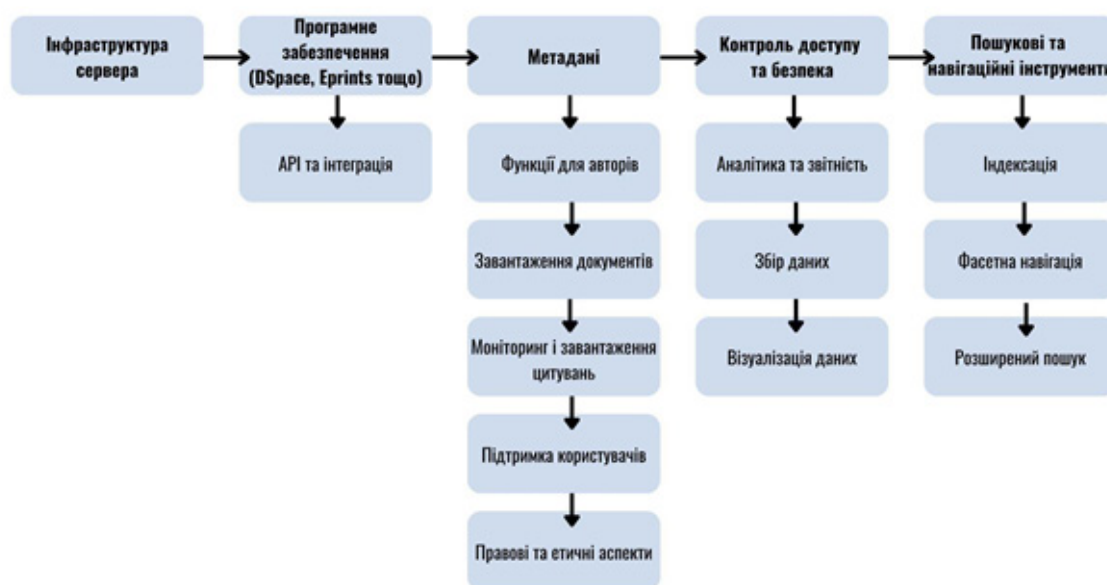 Інфраструктура
сервера
Програмне
забезпечення
(DSpace, Eprints тощо)
Метадані
Контроль доступу
та безпека
Пошукові та
навігаційні інструменти
API та інтеграція
Функції для авторів
Аналітика та звітність
Індексація
Завантаження документів
Збір даних
Фасетна навігація
Моніторинг і завантаження
цитувань
Візуалізація даних
Розширений пошук
Підтримка користувачів
Правові та етичні аспекти